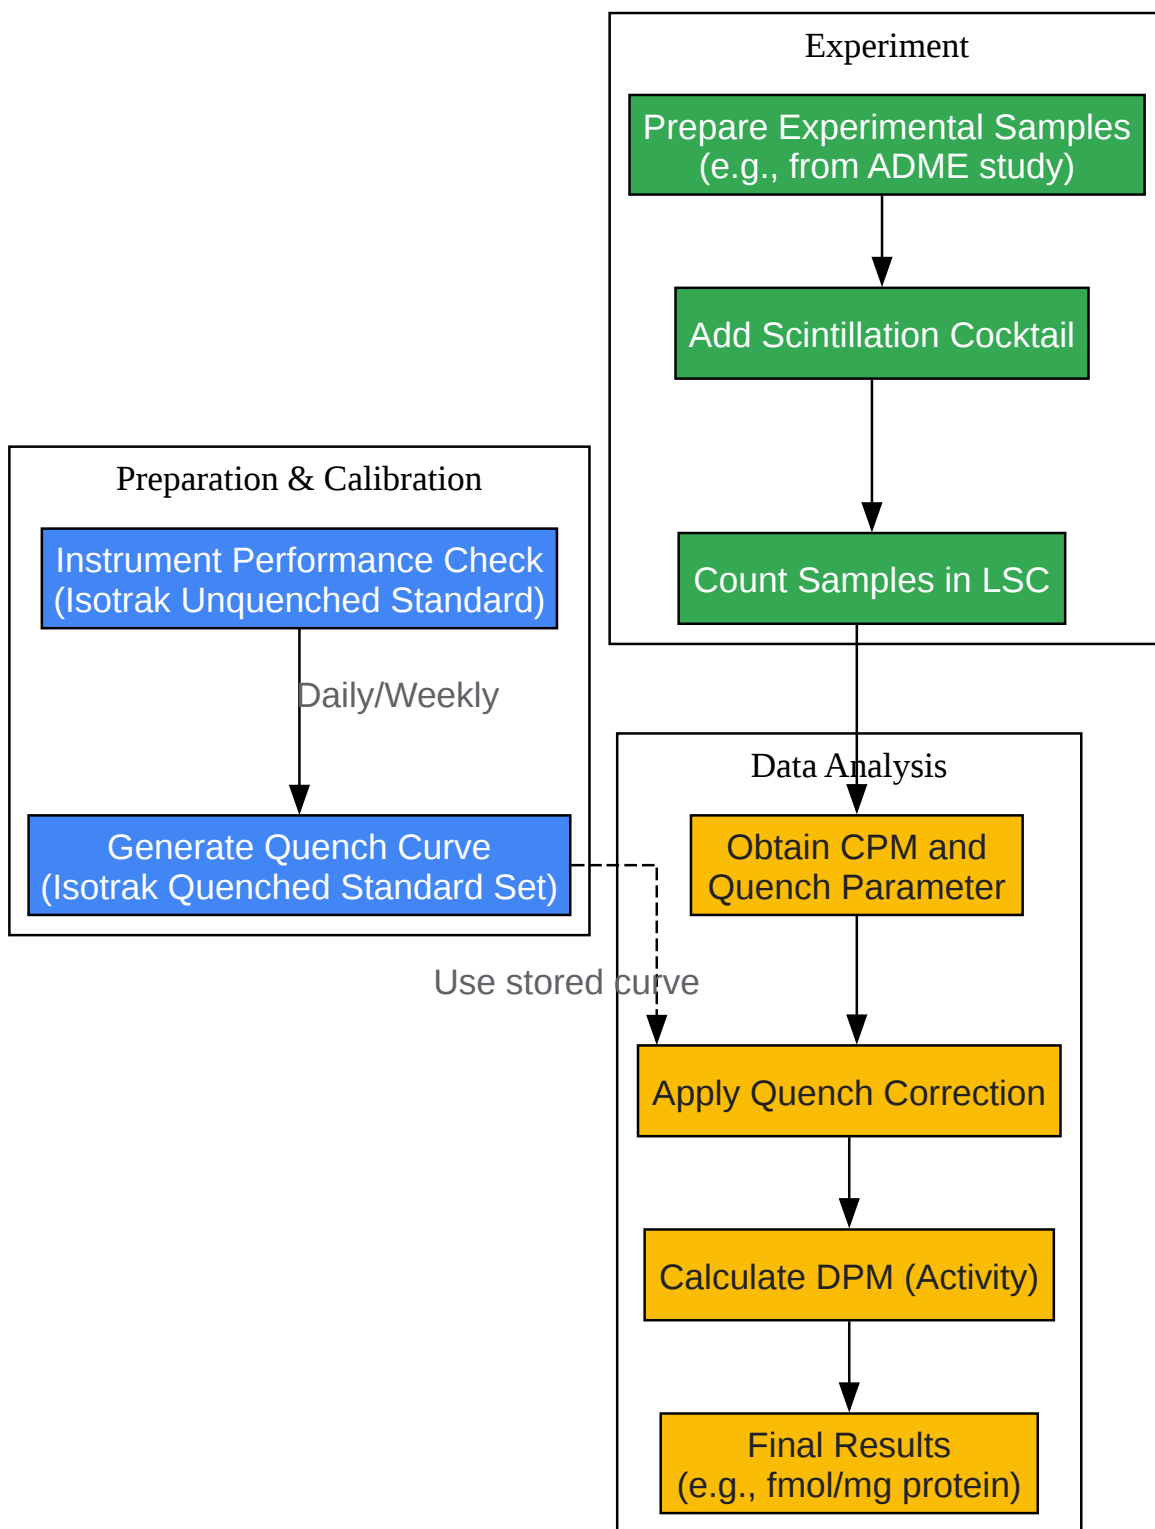 Experiment
Prepare Experimental Samples
(e.g., from ADME study)
Add Scintillation Cocktail
Count Samples in LSC
Preparation & Calibration
Instrument Performance Check
(Isotrak Unquenched Standard)
Daily/Weekly
Generate Quench Curve
(Isotrak Quenched Standard Set)
Use stored curve
Data Analysis
Obtain CPM and
Quench Parameter
Apply Quench Correction
Calculate DPM (Activity)
Final Results
(e.g., fmol/mg protein)